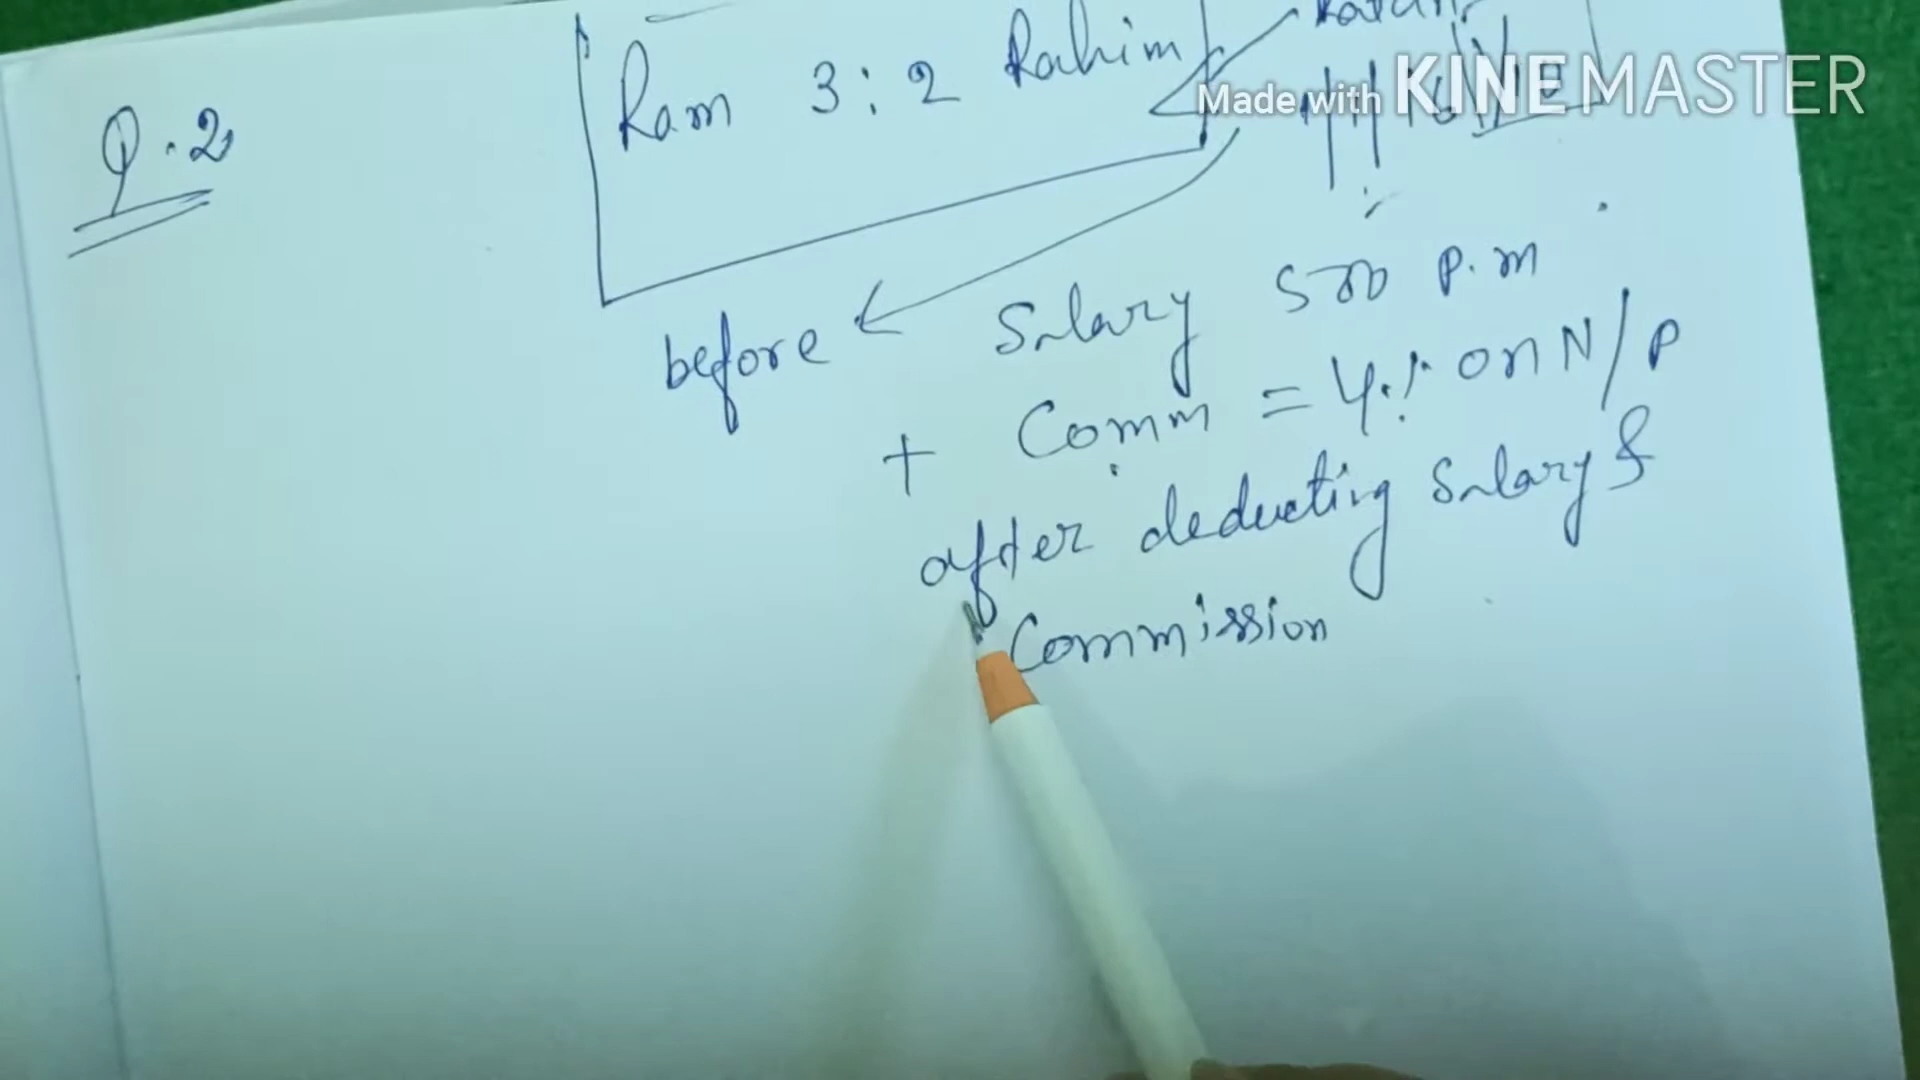 Q.2
Ram 3:2 Rahim
Made with KINEMASTER
before
Salary 500 p.m
+ Comm = 4% on N/P
after deducting Salary &
Commission